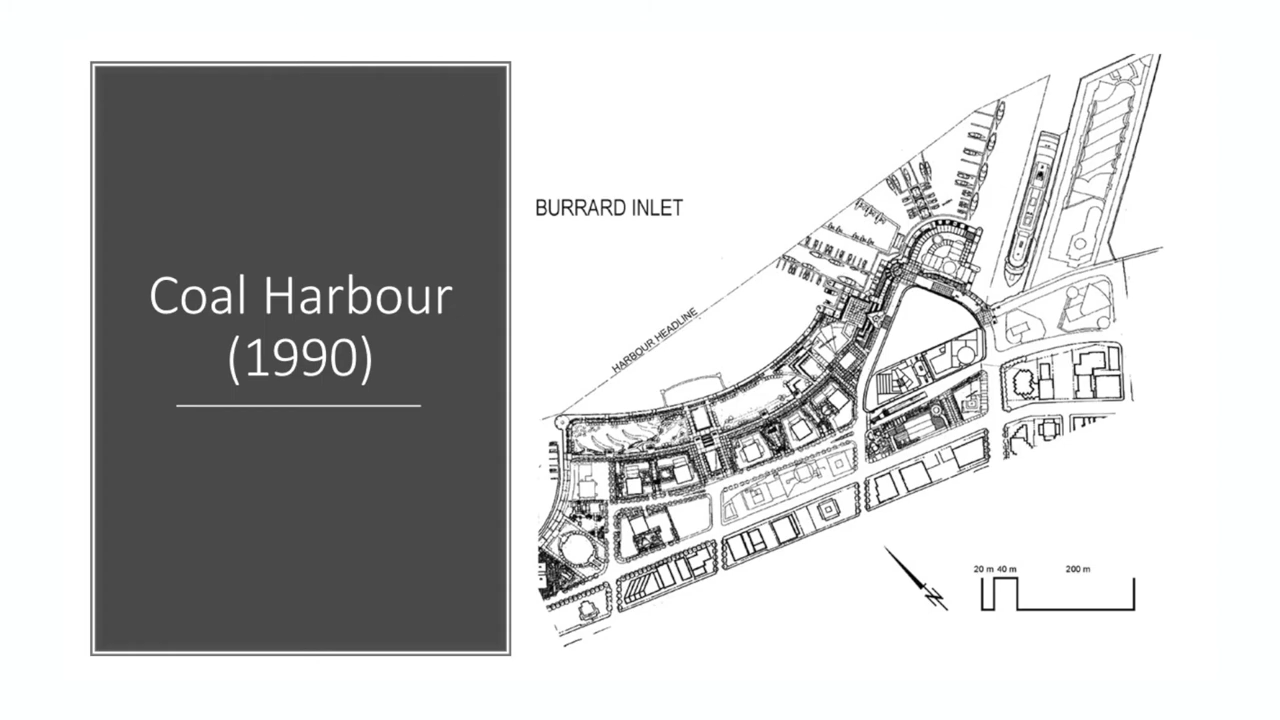 Coal Harbour
(1990)
BURRARD INLET
HARBOUR HEADLINE
20 m 40 m 200 m
N